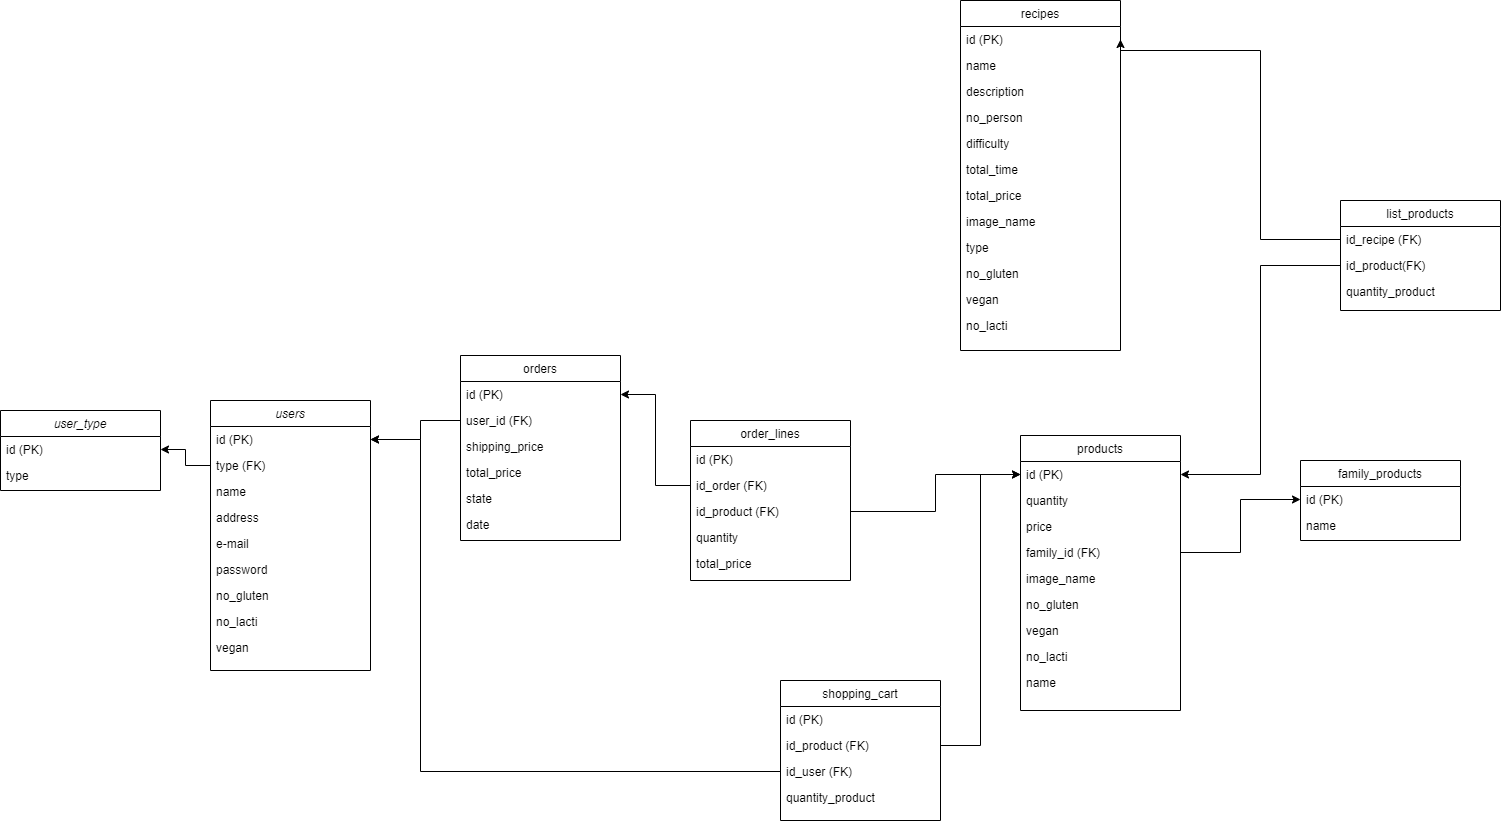 recipes
id (PK)
name
description
no_person
difficulty
total_time
total_price
image_name
type
no_gluten
vegan
no_lacti
list_products
id_recipe (FK)
id_product(FK)
quantity_product
user_type
id (PK)
type
users
id (PK)
type (FK)
name
address
e-mail
password
no_gluten
no_lacti
vegan
orders
id (PK)
user_id (FK)
shipping_price
total_price
state
date
order_lines
id (PK)
id_order (FK)
id_product (FK)
quantity
total_price
products
id (PK)
quantity
price
family_id (FK)
image_name
no_gluten
vegan
no_lacti
name
family_products
id (PK)
name
shopping_cart
id (PK)
id_product (FK)
id_user (FK)
quantity_product